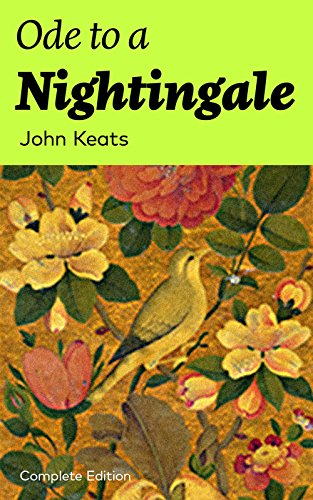 Ode to a
Nightingale
John Keats
Complete Edition